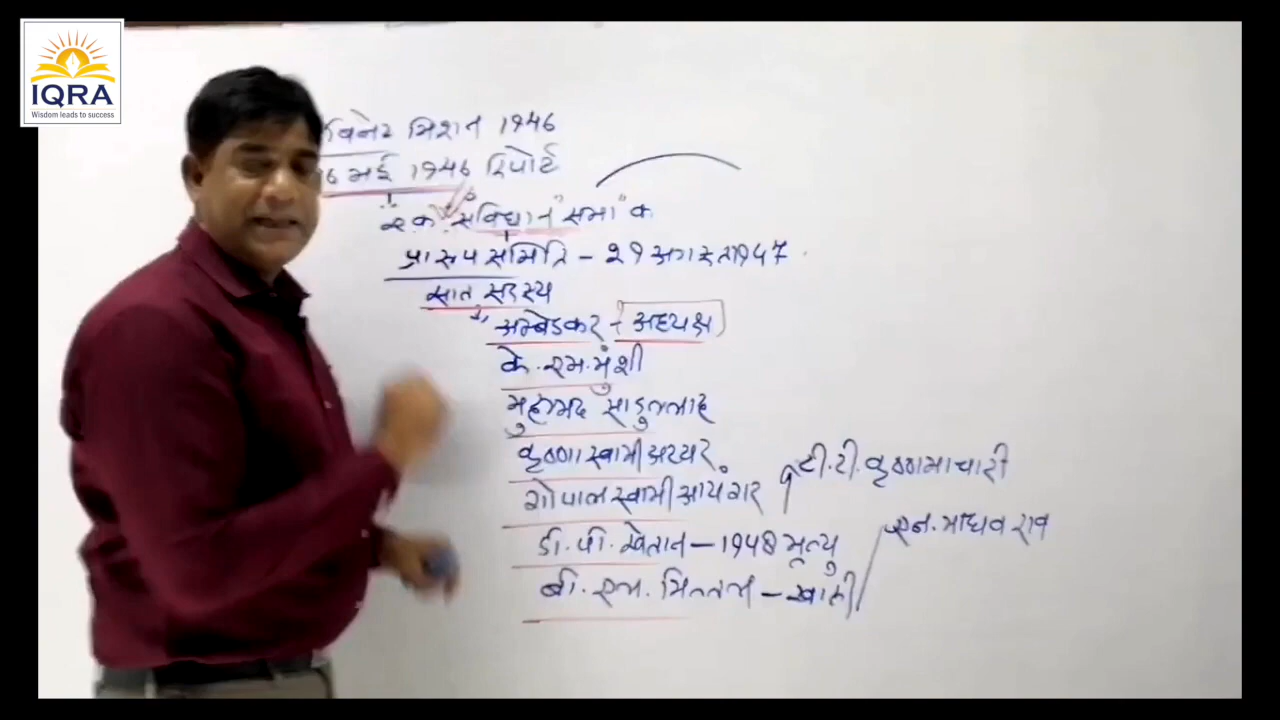 IQRA
Wisdom leads to success
बिनेट मिशन 1946
16 मई 1946 रिपोर्ट
एक "संविधान सभा" क
प्रारूप समिति - 29 अगस्त 1947
सात सदस्य
अम्बेडकर - अध्यक्ष
के. एम. मुंशी
मुहम्मद सादुल्लाह
कृष्णा स्वामी अय्यर
गोपाल स्वामी आयंगर
टी. टी. कृष्णामाचारी
डी. पी. खेतान - 1948 मृत्यु
एन. माधव राव
बी. एल. मित्तल -